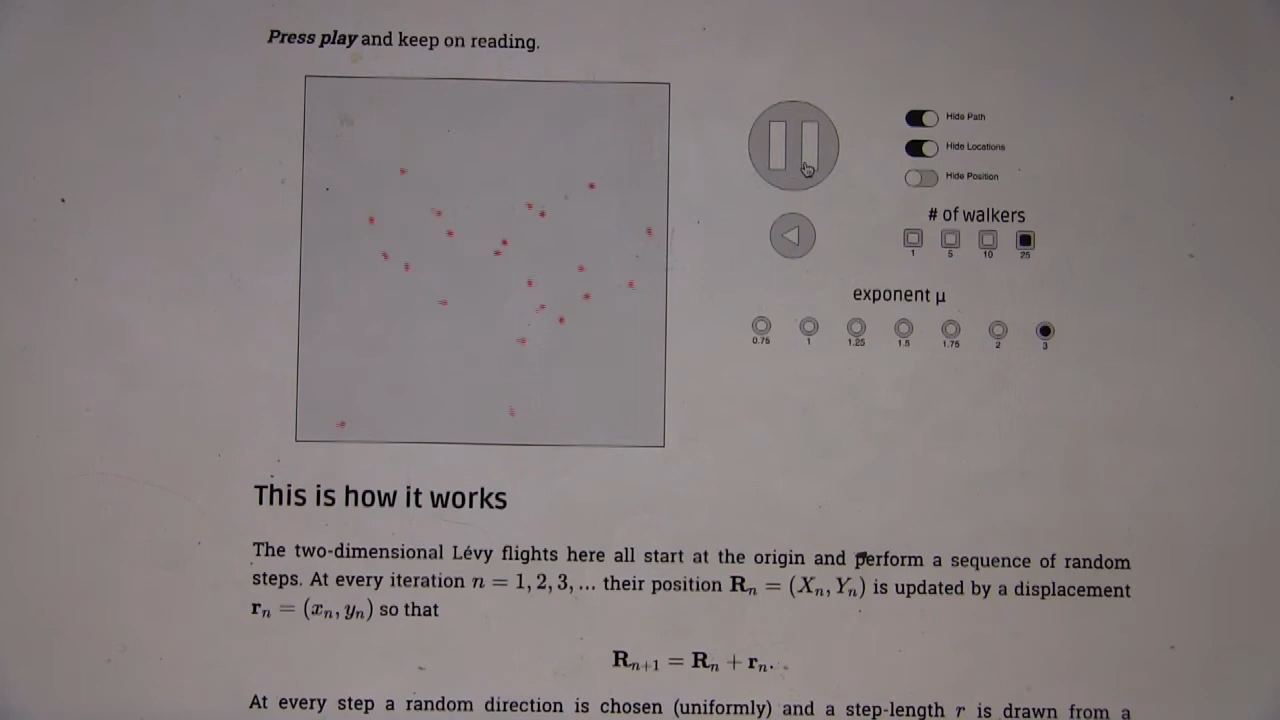 Press play and keep on reading.
Hide Path
Hide Locations
Hide Position
# of walkers
1 5 10 25
exponent μ
0.75 1 1.25 1.5 1.75 2 3
This is how it works
The two-dimensional Lévy flights here all start at the origin and perform a sequence of random
steps. At every iteration n = 1, 2, 3, ... their position Rₙ = (Xₙ, Yₙ) is updated by a displacement
rₙ = (xₙ, yₙ) so that
Rₙ₊₁ = Rₙ + rₙ.
At every step a random direction is chosen (uniformly) and a step-length r is drawn from a